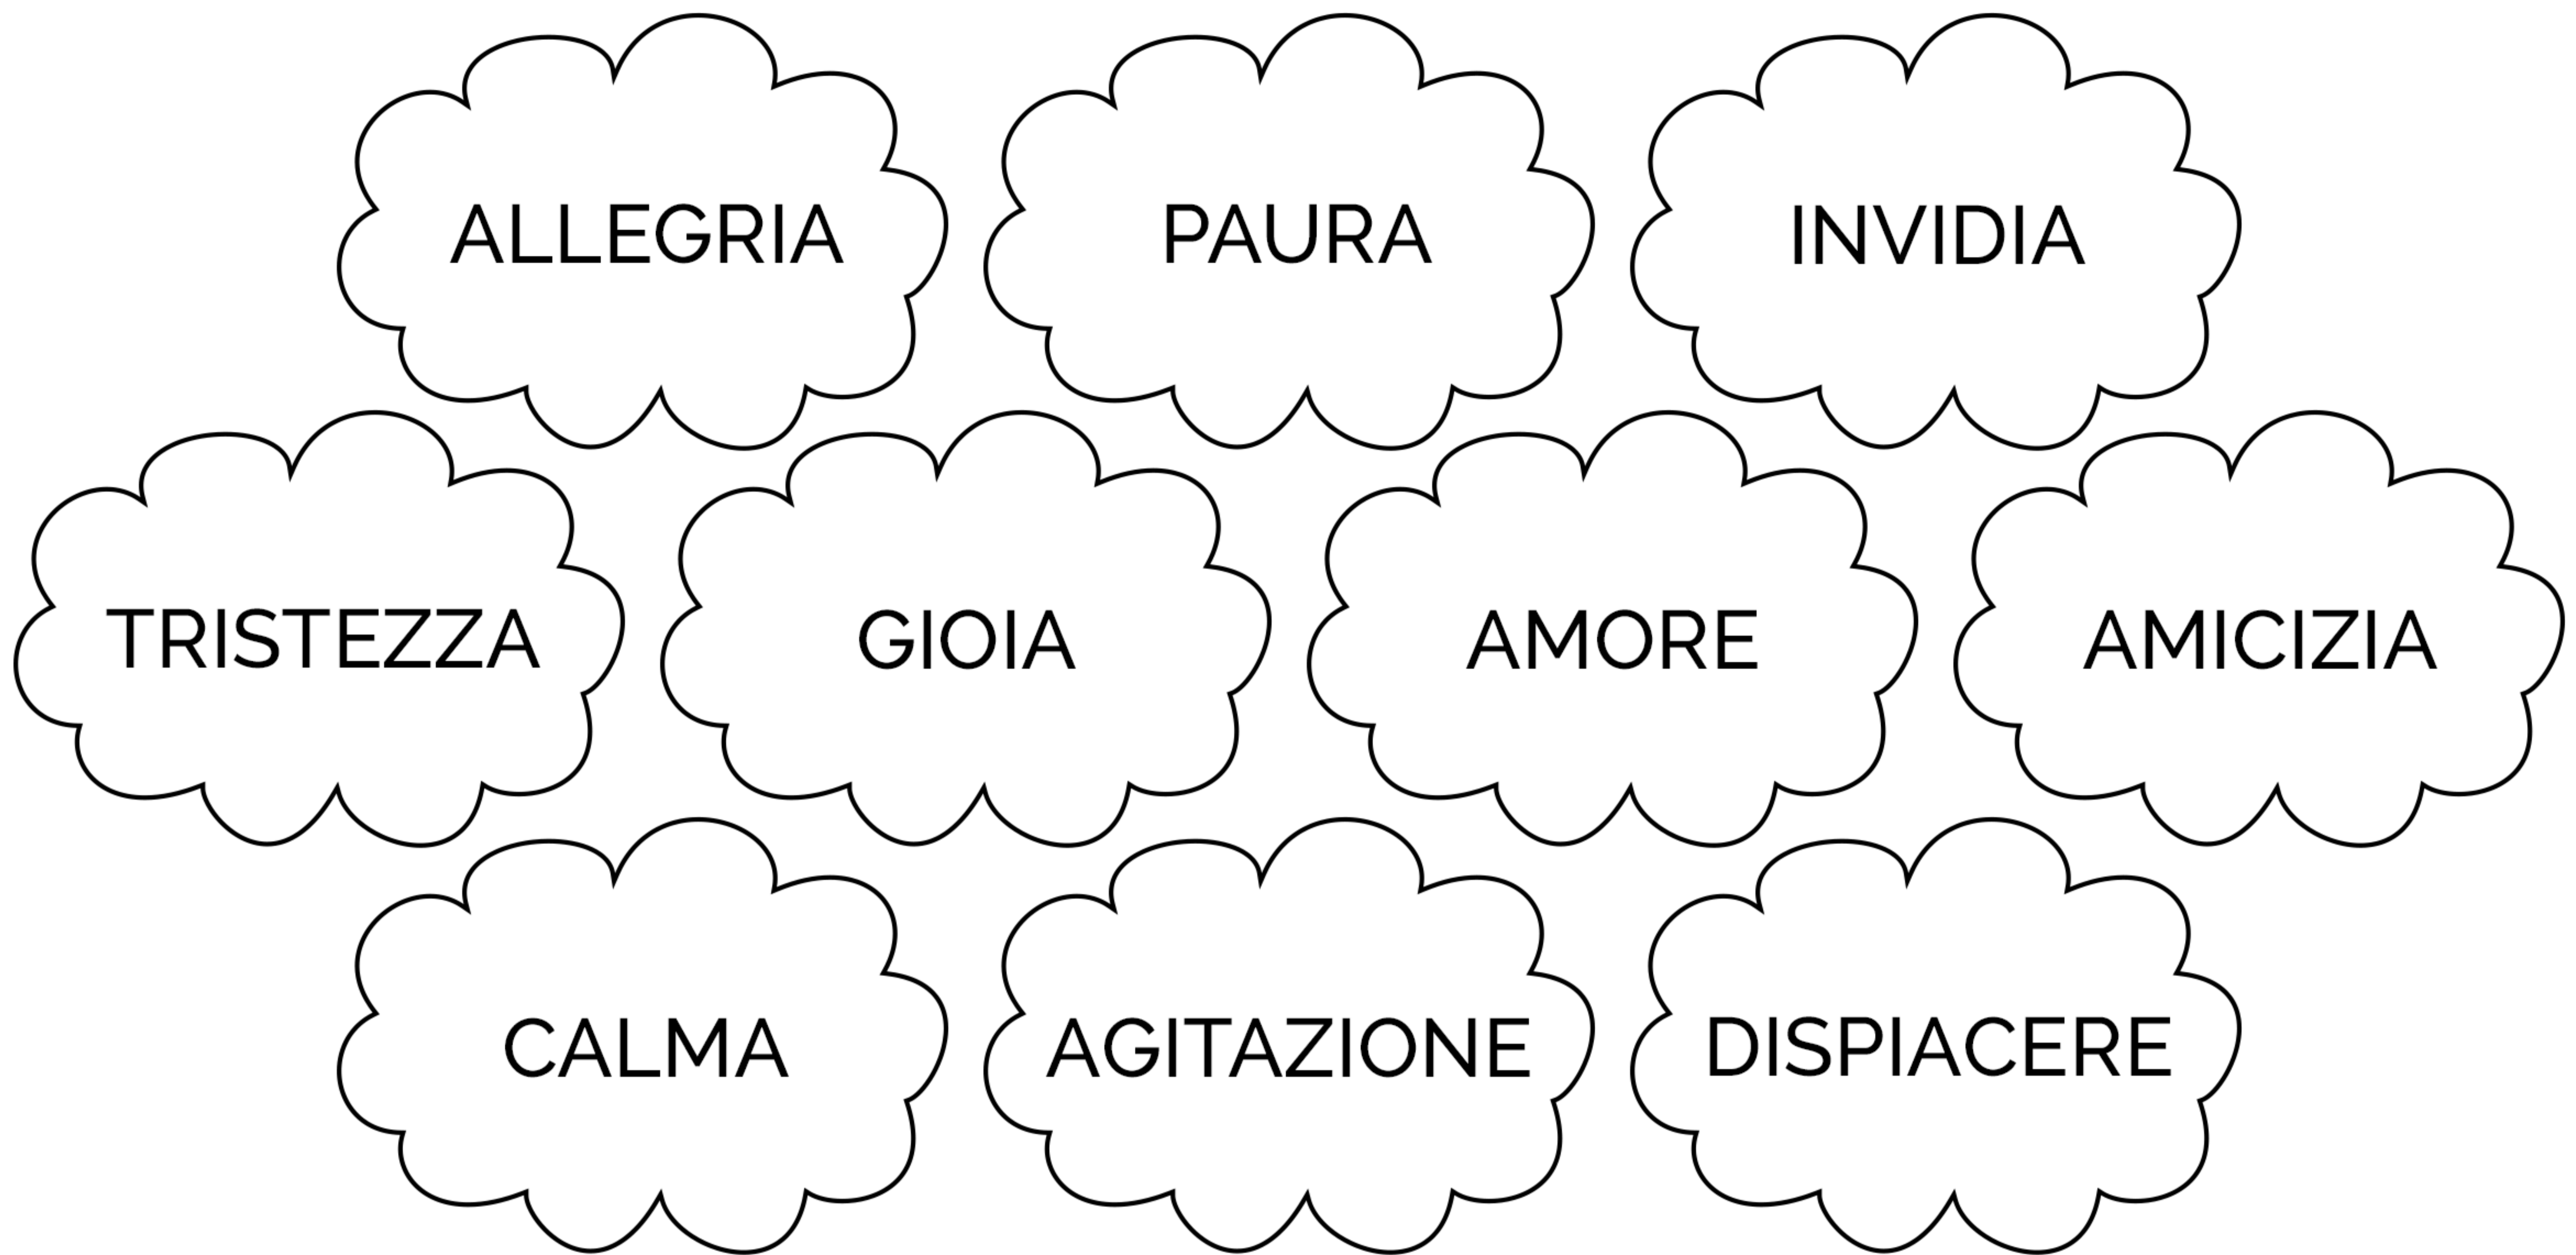 ALLEGRIA
PAURA
INVIDIA
TRISTEZZA
GIOIA
AMORE
AMICIZIA
CALMA
AGITAZIONE
DISPIACERE